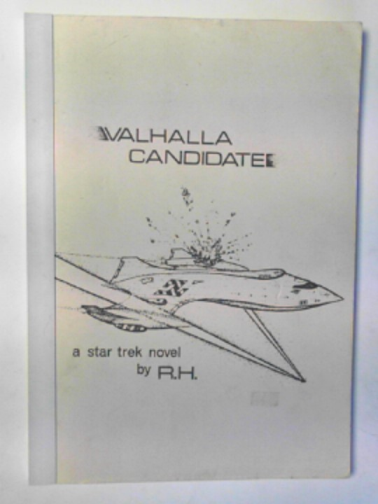 VALHALLA
CANDIDATE
a star trek novel
by R.H.